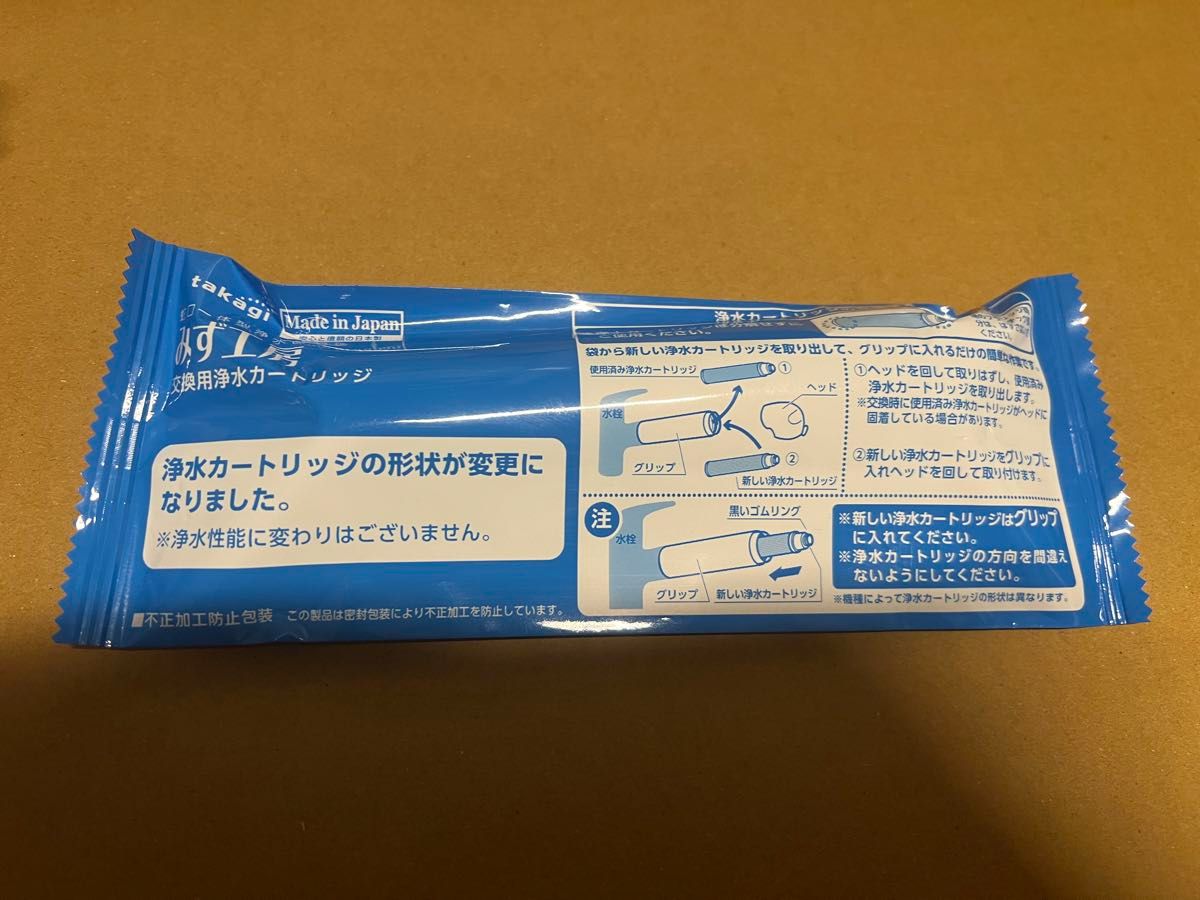 takagi
Made in Japan
安心と信頼の日本製
みず工房
交換用浄水カートリッジ
浄水カートリッジの形状が変更に
なりました。
※浄水性能に変わりはございません。
■不正加工防止包装 この製品は密封包装により不正加工を防止しています。
浄水カートリッジの
ください。
袋から新しい浄水カートリッジを取り出して、グリップに入れるだけの簡単な作業です。
使用済み浄水カートリッジ
①
ヘッド
水栓
グリップ
②
新しい浄水カートリッジ
①ヘッドを回して取りはずし、使用済み
浄水カートリッジを取り出します。
※交換時に使用済み浄水カートリッジがヘッドに
固着している場合があります。
②新しい浄水カートリッジをグリップに
入れヘッドを回して取り付けます。
注
黒いゴムリング
水栓
グリップ
新しい浄水カートリッジ
※新しい浄水カートリッジはグリップ
に入れてください。
※浄水カートリッジの方向を間違え
ないようにしてください。
※機種によって浄水カートリッジの形状は異なります。